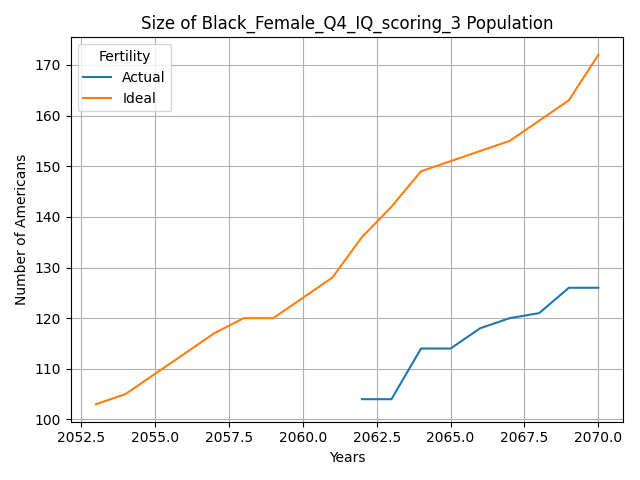 Size of Black_Female_Q4_IQ_scoring_3 Population
Fertility
Actual
Ideal
Number of Americans
170
160
150
140
130
120
110
100
2052.5 2055.0 2057.5 2060.0 2062.5 2065.0 2067.5 2070.0
Years